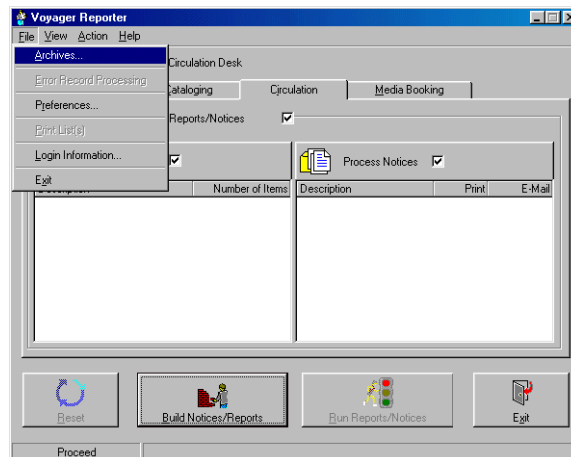 Voyager Reporter
File View Action Help
Archives...
Error Record Processing
Preferences...
Print List(s)
Login Information...
Exit
Circulation Desk
Cataloging Circulation Media Booking
Reports/Notices
Process Notices
Description Number of Items Description Print E-Mail
Reset Build Notices/Reports Run Reports/Notices Exit
Proceed